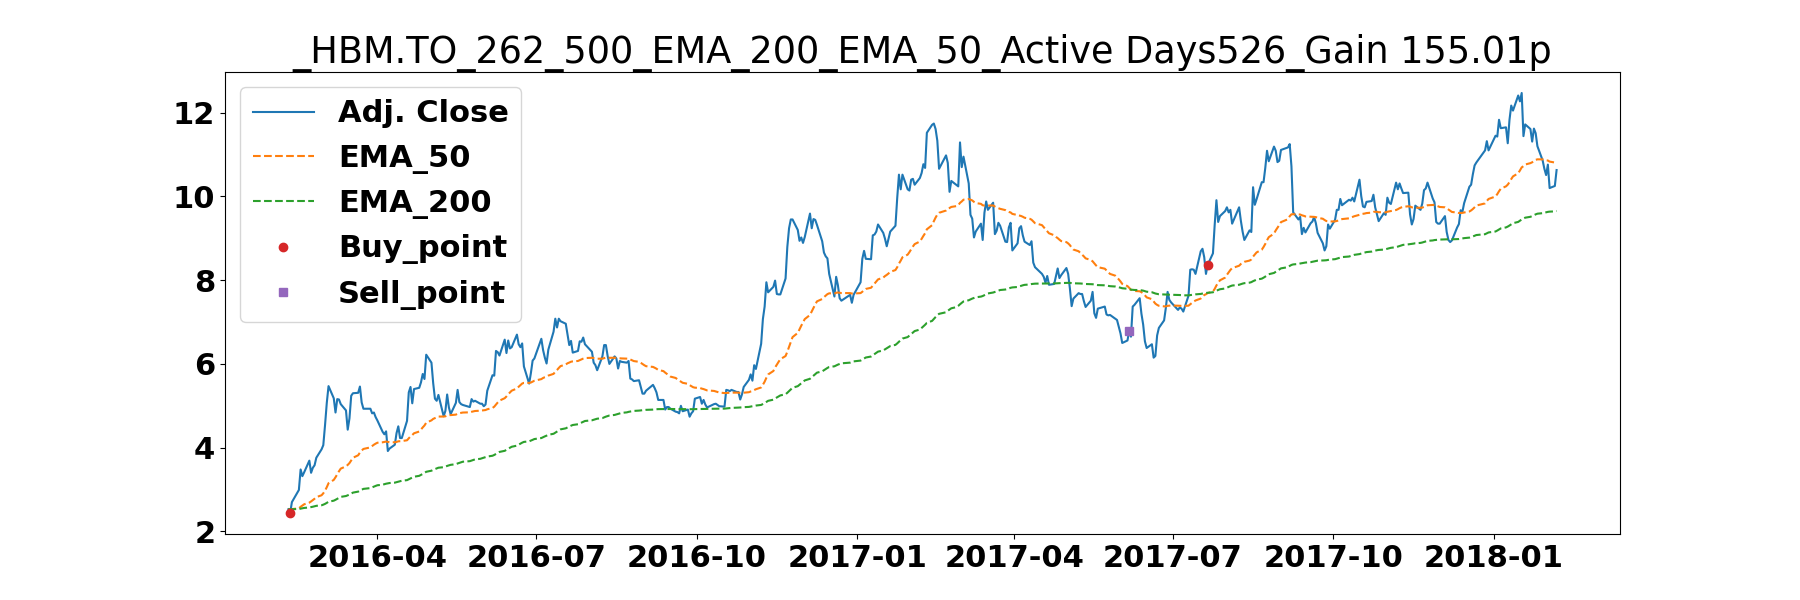 _HBM.TO_262_500_EMA_200_EMA_50_Active Days526_Gain 155.01p
Adj. Close
EMA_50
EMA_200
Buy_point
Sell_point
12
10
8
6
4
2
2016-04 2016-07 2016-10 2017-01 2017-04 2017-07 2017-10 2018-01